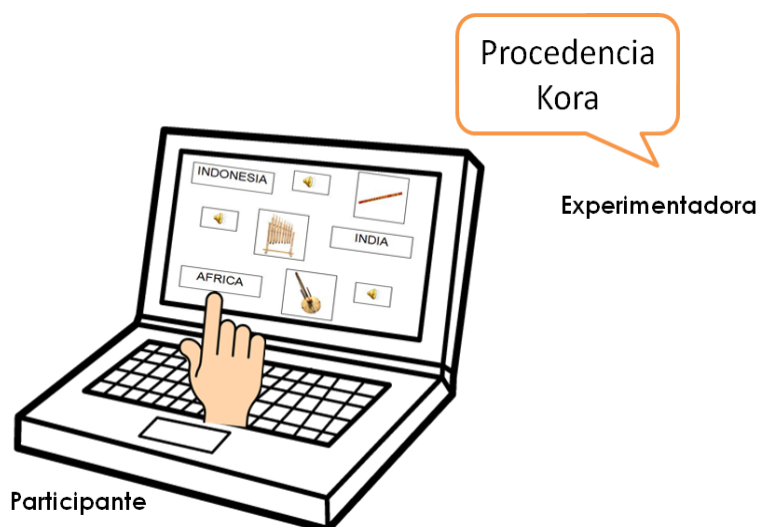 Procedencia
Kora
Experimentadora
INDONESIA
INDIA
AFRICA
Participante